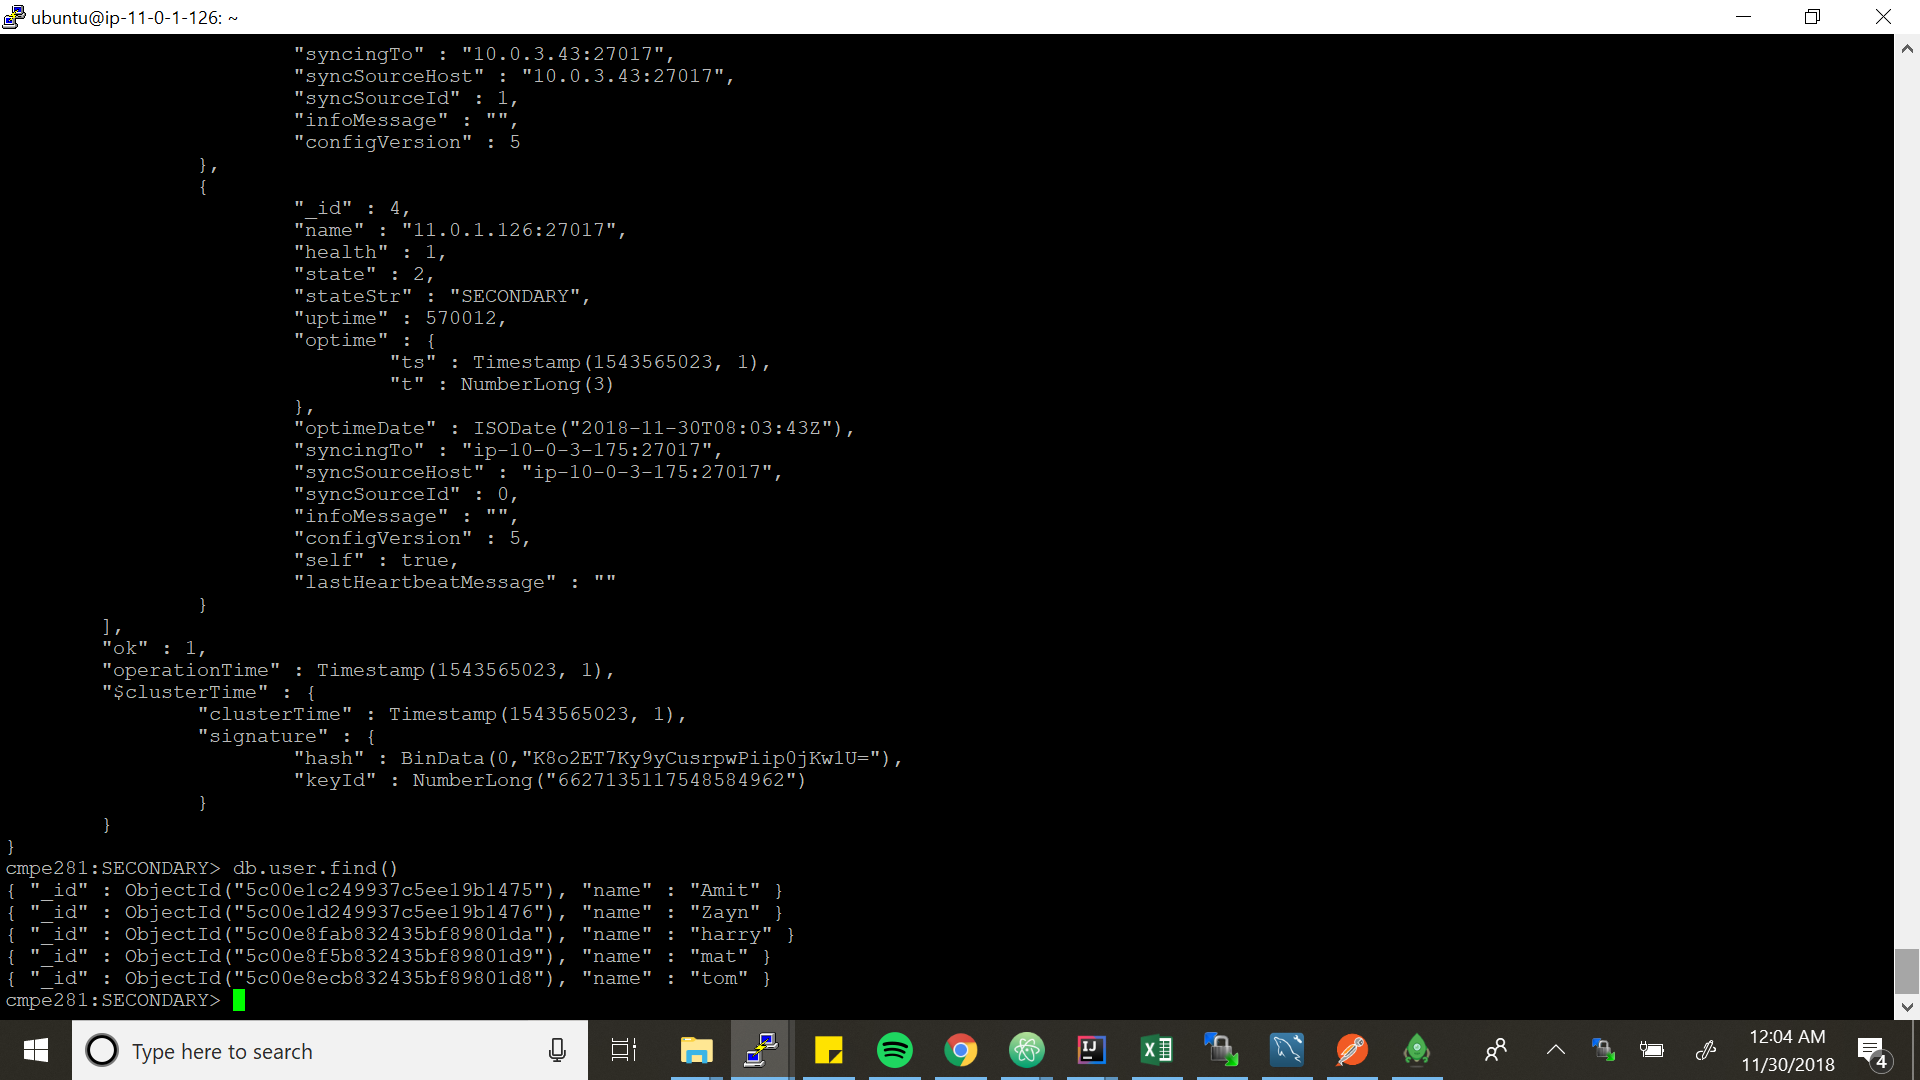 ubuntu@ip-11-0-1-126: ~
"syncingTo" : "10.0.3.43:27017",
"syncSourceHost" : "10.0.3.43:27017",
"syncSourceId" : 1,
"infoMessage" : "",
"configVersion" : 5
},
{
"_id" : 4,
"name" : "11.0.1.126:27017",
"health" : 1,
"state" : 2,
"stateStr" : "SECONDARY",
"uptime" : 570012,
"optime" : {
"ts" : Timestamp(1543565023, 1),
"t" : NumberLong(3)
},
"optimeDate" : ISODate("2018-11-30T08:03:43Z"),
"syncingTo" : "ip-10-0-3-175:27017",
"syncSourceHost" : "ip-10-0-3-175:27017",
"syncSourceId" : 0,
"infoMessage" : "",
"configVersion" : 5,
"self" : true,
"lastHeartbeatMessage" : ""
}
],
"ok" : 1,
"operationTime" : Timestamp(1543565023, 1),
"$clusterTime" : {
"clusterTime" : Timestamp(1543565023, 1),
"signature" : {
"hash" : BinData(0,"K8o2ET7Ky9yCusrpwPiip0jKw1U="),
"keyId" : NumberLong("6627135117548584962")
}
}
}
cmpe281:SECONDARY> db.user.find()
{ "_id" : ObjectId("5c00e1c249937c5ee19b1475"), "name" : "Amit" }
{ "_id" : ObjectId("5c00e1d249937c5ee19b1476"), "name" : "Zayn" }
{ "_id" : ObjectId("5c00e8fab832435bf89801da"), "name" : "harry" }
{ "_id" : ObjectId("5c00e8f5b832435bf89801d9"), "name" : "mat" }
{ "_id" : ObjectId("5c00e8ecb832435bf89801d8"), "name" : "tom" }
cmpe281:SECONDARY>
Type here to search
IJ
12:04 AM
11/30/2018
4